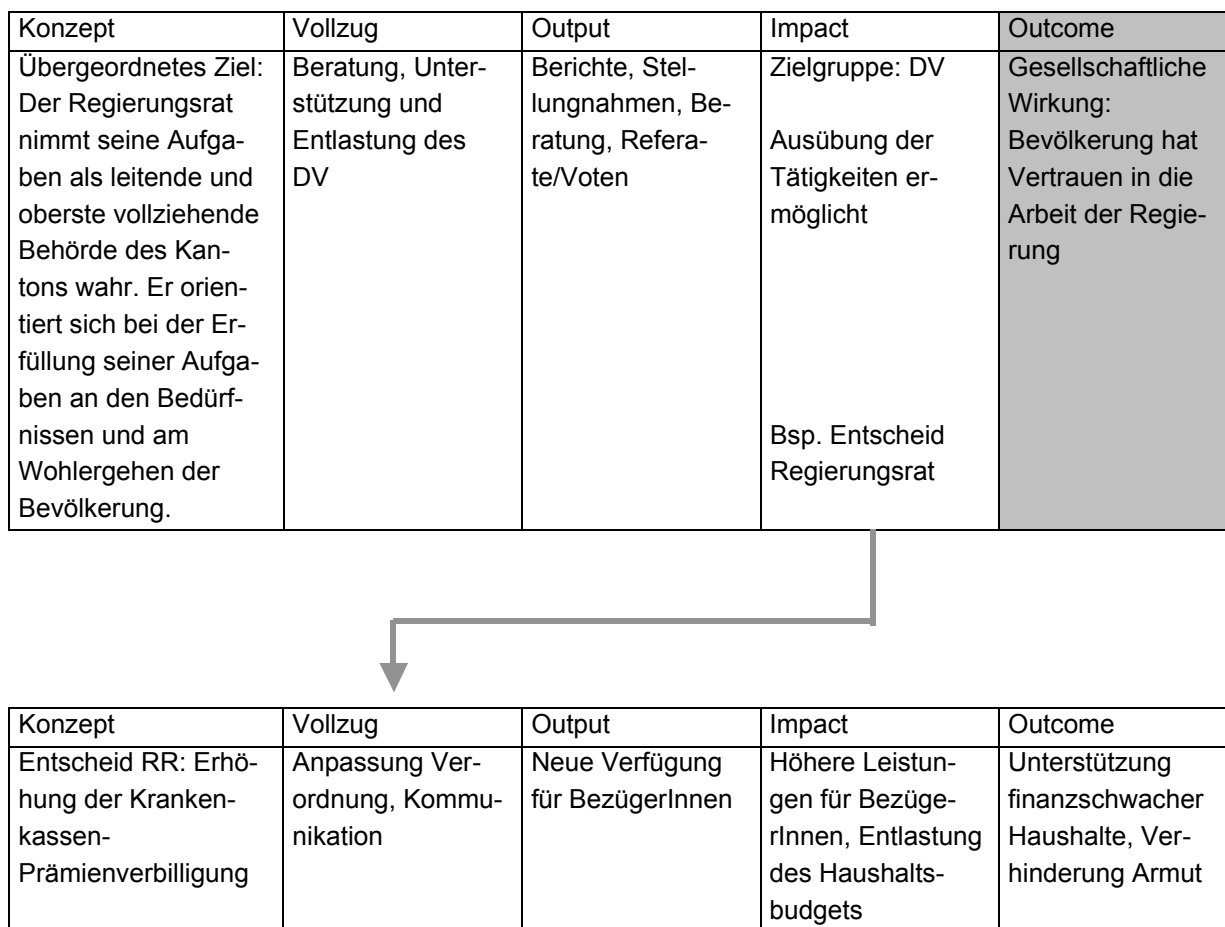 Konzept
Vollzug
Output
Impact
Outcome
Übergeordnetes Ziel:
Der Regierungsrat
nimmt seine Aufga-
ben als leitende und
oberste vollziehende
Behörde des Kan-
tons wahr. Er orien-
tiert sich bei der Er-
füllung seiner Aufga-
ben an den Bedürf-
nissen und am
Wohlergehen der
Bevölkerung.
Beratung, Unter-
stützung und
Entlastung des
DV
Berichte, Stel-
lungnahmen, Be-
ratung, Refera-
te/Voten
Zielgruppe: DV
Ausübung der
Tätigkeiten er-
möglicht
Bsp. Entscheid
Regierungsrat
Gesellschaftliche
Wirkung:
Bevölkerung hat
Vertrauen in die
Arbeit der Regie-
rung
Konzept
Vollzug
Output
Impact
Outcome
Entscheid RR: Erhö-
hung der Kranken-
kassen-
Prämienverbilligung
Anpassung Ver-
ordnung, Kommu-
nikation
Neue Verfügung
für BezügerInnen
Höhere Leistun-
gen für Bezüge-
rInnen, Entlastung
des Haushalts-
budgets
Unterstützung
finanzschwacher
Haushalte, Ver-
hinderung Armut